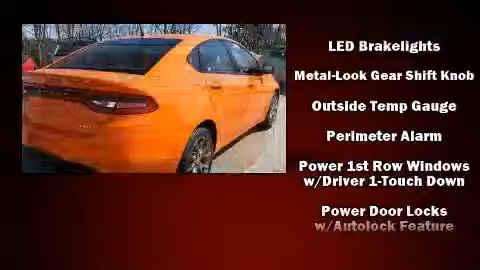 LED Brakelights
Metal-Look Gear Shift Knob
Outside Temp Gauge
Perimeter Alarm
Power 1st Row Windows
w/Driver 1-Touch Down
Power Door Locks
w/Autolock Feature